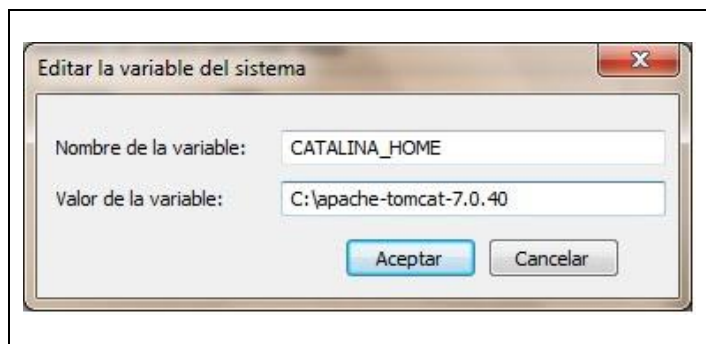 Editar la variable del sistema
Nombre de la variable: CATALINA_HOME
Valor de la variable: C:\apache-tomcat-7.0.40
Aceptar Cancelar